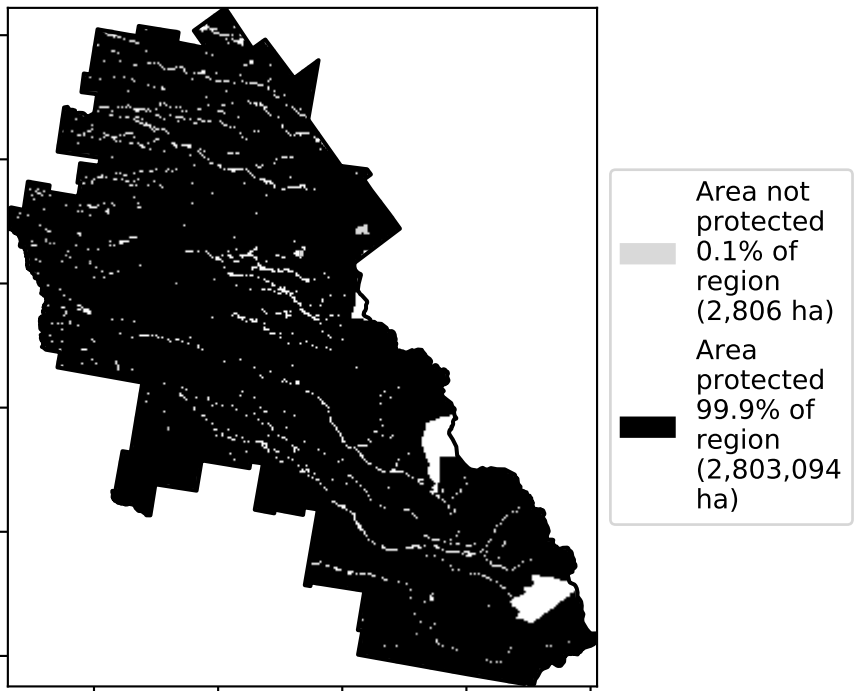 Area not
protected
0.1% of
region
(2,806 ha)
Area
protected
99.9% of
region
(2,803,094
ha)